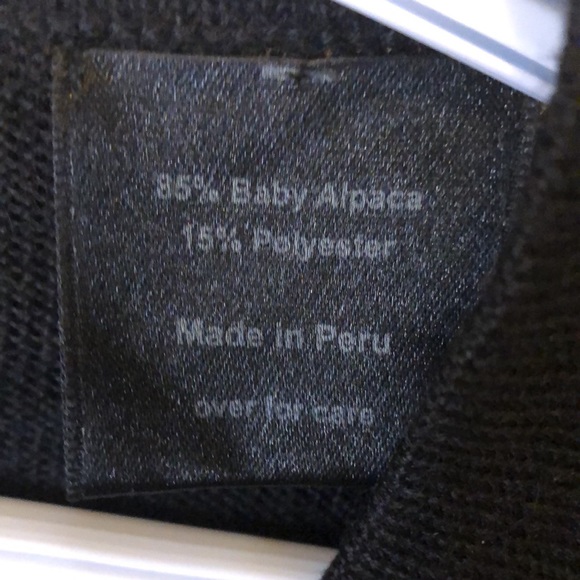 85% Baby Alpaca
15% Polyester
Made in Peru
over for care